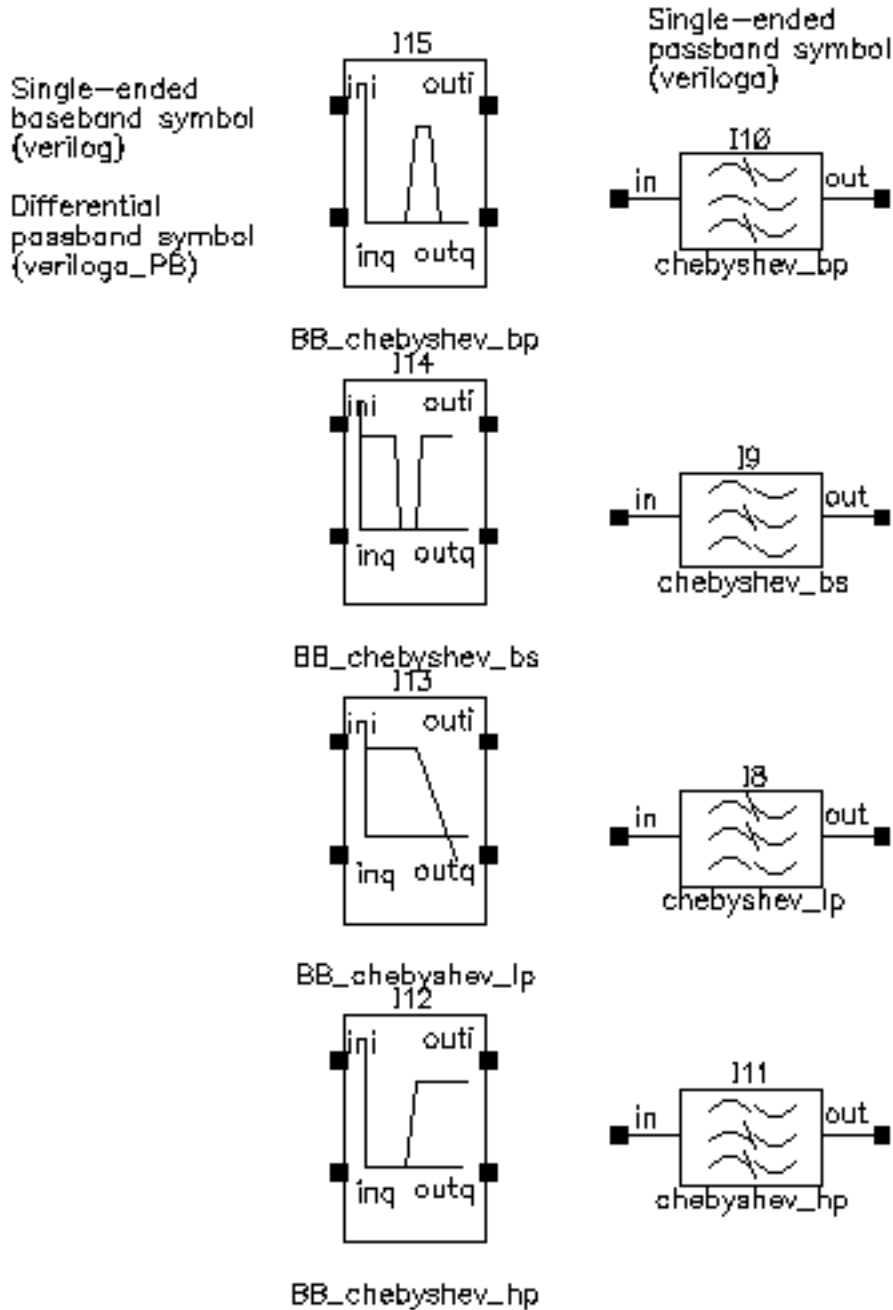 Single-ended
baseband symbol
(verilog)
Differential
passband symbol
(veriloga_PB)
Single-ended
passband symbol
(veriloga)
I15
ini outi
inq outq
BB_chebyshev_bp
I10
in out
chebyshev_bp
I14
ini outi
inq outq
BB_chebyshev_bs
I9
in out
chebyshev_bs
I13
ini outi
inq outq
BB_chebyshev_lp
I8
in out
chebyshev_lp
I12
ini outi
inq outq
BB_chebyshev_hp
I11
in out
chebyshev_hp